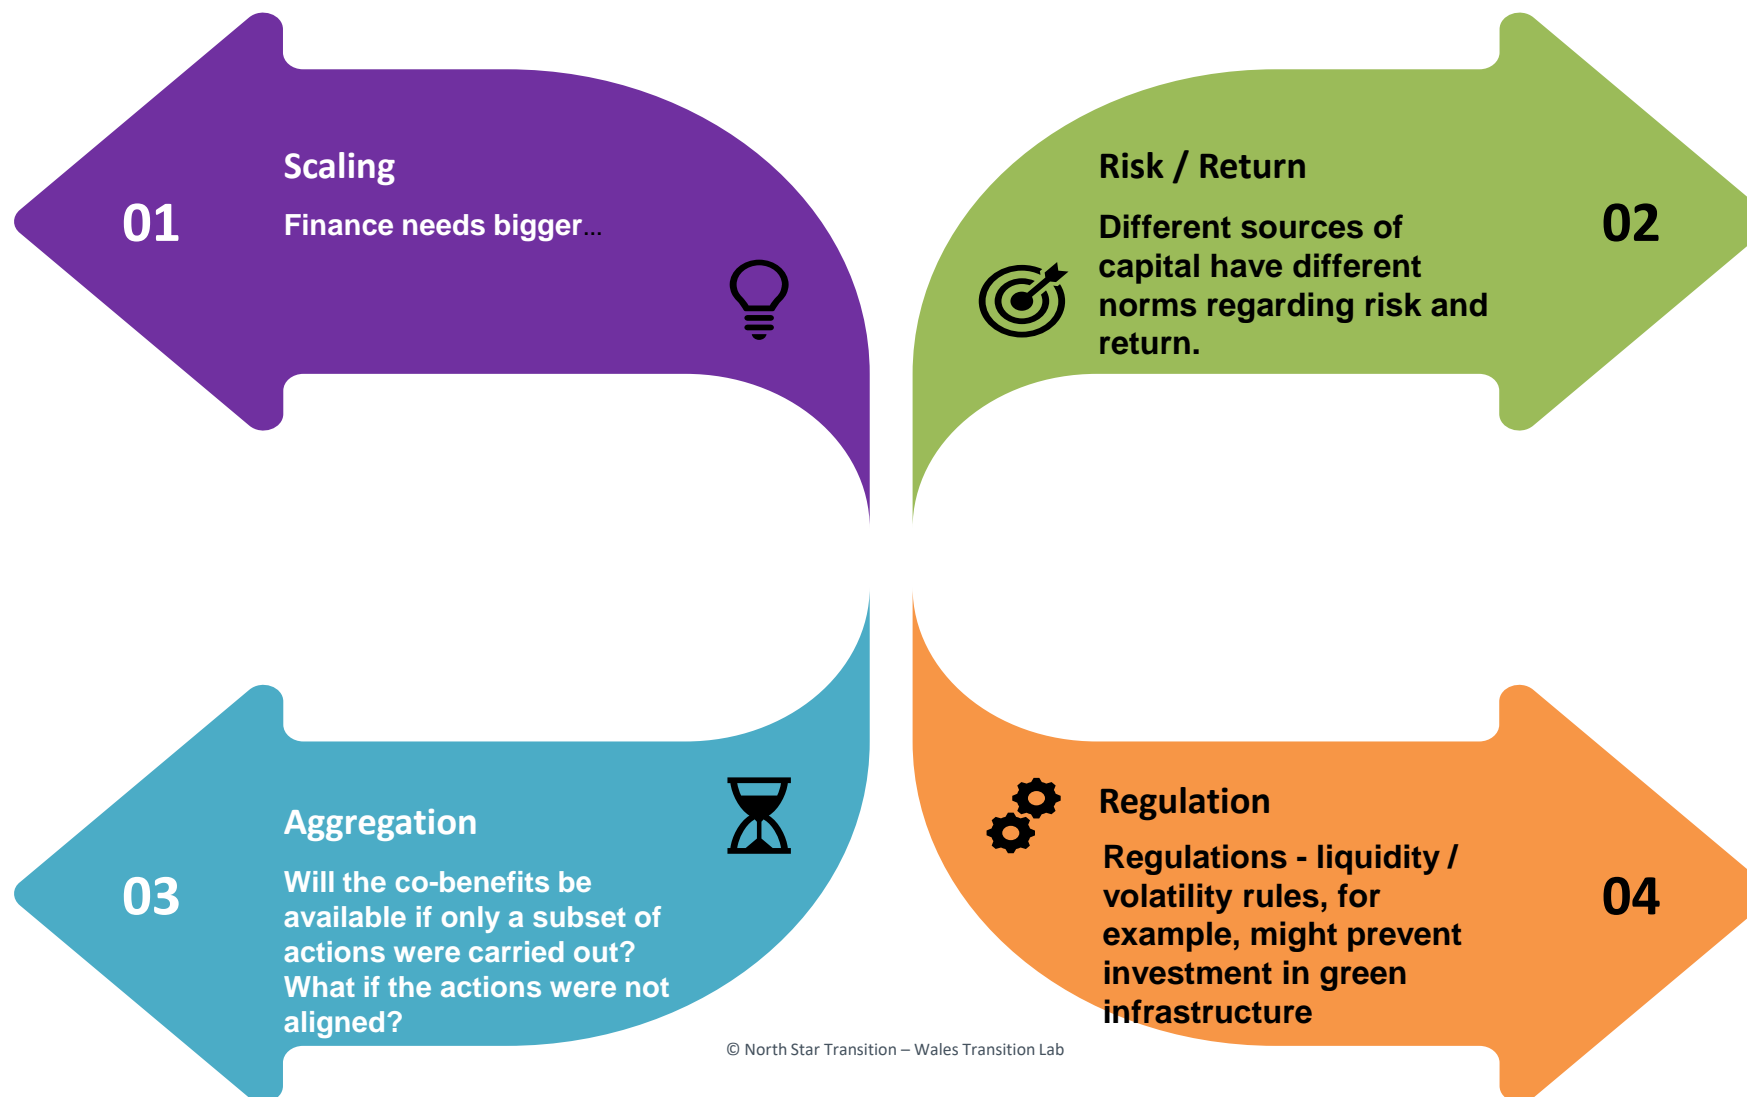 01
Scaling
Finance needs bigger...
Risk / Return
Different sources of
capital have different
norms regarding risk and
return.
02
03
Aggregation
Will the co-benefits be
available if only a subset of
actions were carried out?
What if the actions were not
aligned?
Regulation
Regulations - liquidity /
volatility rules, for
example, might prevent
investment in green
infrastructure
04
© North Star Transition – Wales Transition Lab